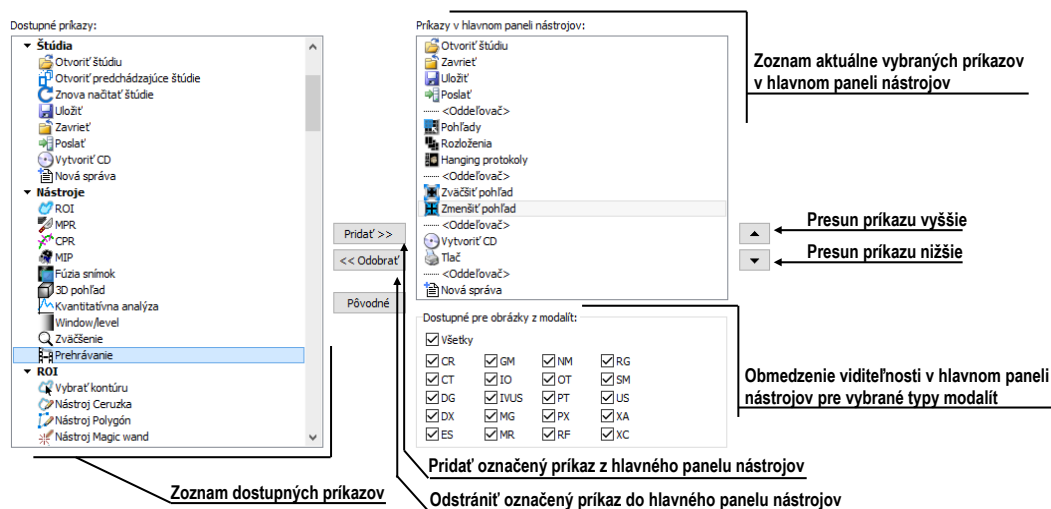 Dostupné príkazy:
Štúdia
Otvoriť štúdiu
Otvoriť predchádzajúce štúdie
Znova načítať štúdie
Uložiť
Zavrieť
Poslať
Vytvoriť CD
Nová správa
Nástroje
ROI
MPR
CPR
MIP
Fúzia snímok
3D pohľad
Kvantitatívna analýza
Window/level
Zväčšenie
Prehrávanie
ROI
Vybrať kontúru
Nástroj Ceruzka
Nástroj Polygón
Nástroj Magic wand
Zoznam dostupných príkazov
Pridať >>
<< Odobrať
Pôvodné
Príkazy v hlavnom paneli nástrojov:
Otvoriť štúdiu
Zavrieť
Uložiť
Poslať
------ <Oddeľovač>
Pohľady
Rozloženia
Hanging protokoly
------ <Oddeľovač>
Zväčšiť pohľad
Zmenšiť pohľad
------ <Oddeľovač>
Vytvoriť CD
Tlač
------ <Oddeľovač>
Nová správa
Dostupné pre obrázky z modalít:
Všetky
CR GM NM RG
CT IO OT SM
DG IVUS PT US
DX MG PX XA
ES MR RF XC
Pridať označený príkaz z hlavného panelu nástrojov
Odstrániť označený príkaz do hlavného panelu nástrojov
Zoznam aktuálne vybraných príkazov
v hlavnom paneli nástrojov
Presun príkazu vyššie
Presun príkazu nižšie
Obmedzenie viditeľnosti v hlavnom paneli
nástrojov pre vybrané typy modalít